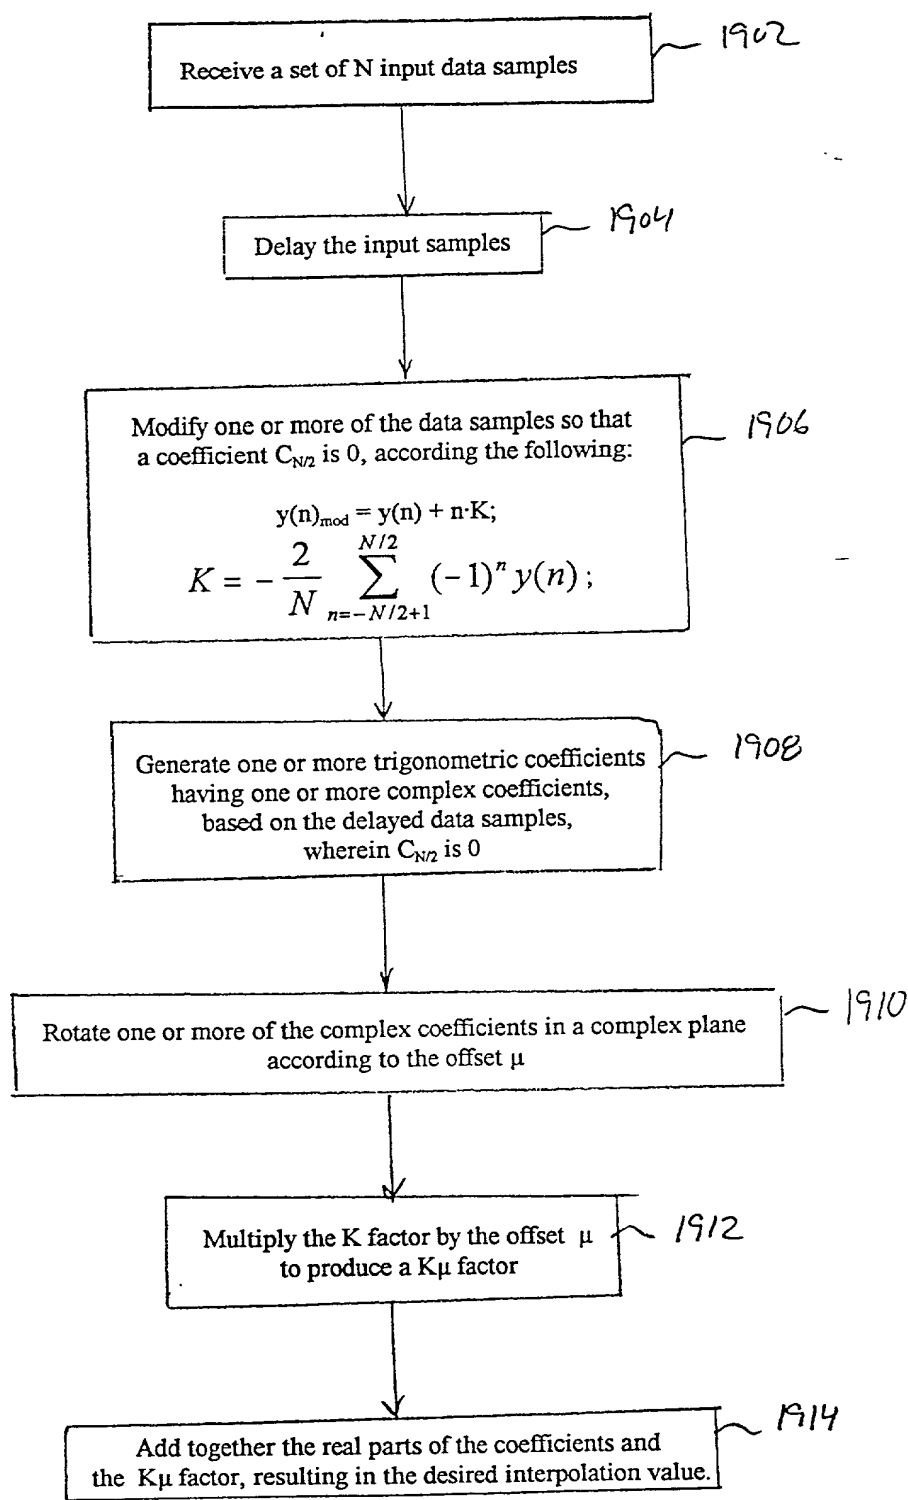 Receive a set of N input data samples
1902
Delay the input samples
1904
Modify one or more of the data samples so that
a coefficient C_{N/2} is 0, according the following:
y(n)_{mod} = y(n) + n·K;
K = - \frac{2}{N} \sum_{n=-N/2+1}^{N/2} (-1)^n y(n) ;
1906
Generate one or more trigonometric coefficients
having one or more complex coefficients,
based on the delayed data samples,
wherein C_{N/2} is 0
1908
Rotate one or more of the complex coefficients in a complex plane
according to the offset μ
1910
Multiply the K factor by the offset μ
to produce a Kμ factor
1912
Add together the real parts of the coefficients and
the Kμ factor, resulting in the desired interpolation value.
1914